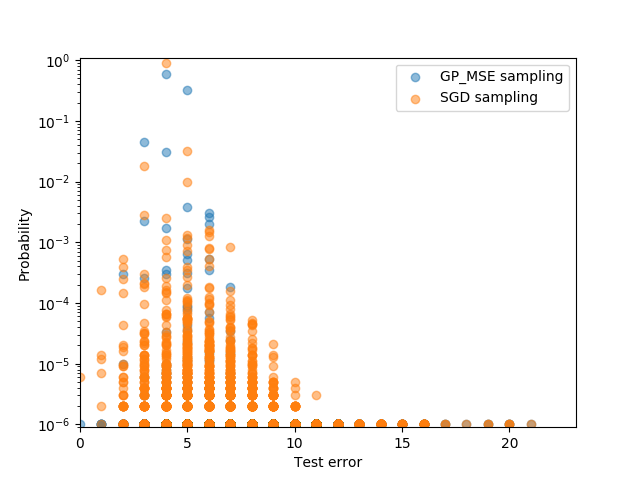 GP_MSE sampling
SGD sampling
Probability
10⁰
10⁻¹
10⁻²
10⁻³
10⁻⁴
10⁻⁵
10⁻⁶
0 5 10 15 20
Test error